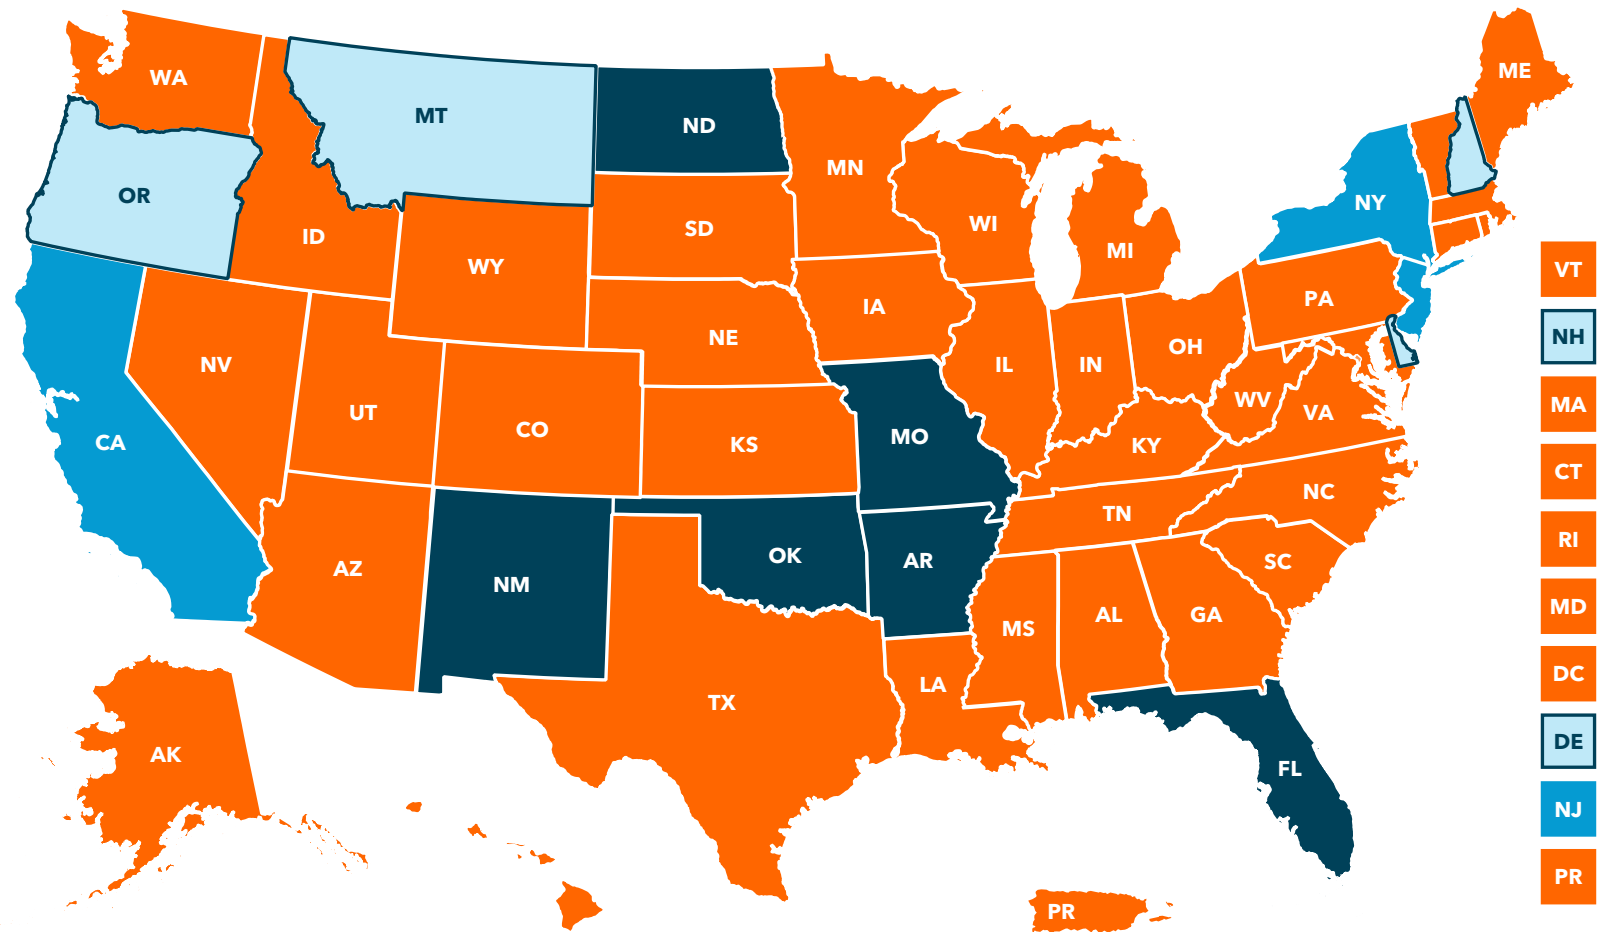 WA
ME
MT
ND
MN
OR
NY
WI
SD
ID
MI
WY
VT
PA
IA
NE
NH
OH
NV
IL
IN
WV
MA
UT
VA
CO
MO
CA
KS
KY
CT
NC
TN
RI
OK
AR
SC
AZ
NM
MD
AL
GA
MS
DC
LA
TX
DE
AK
FL
NJ
PR
PR